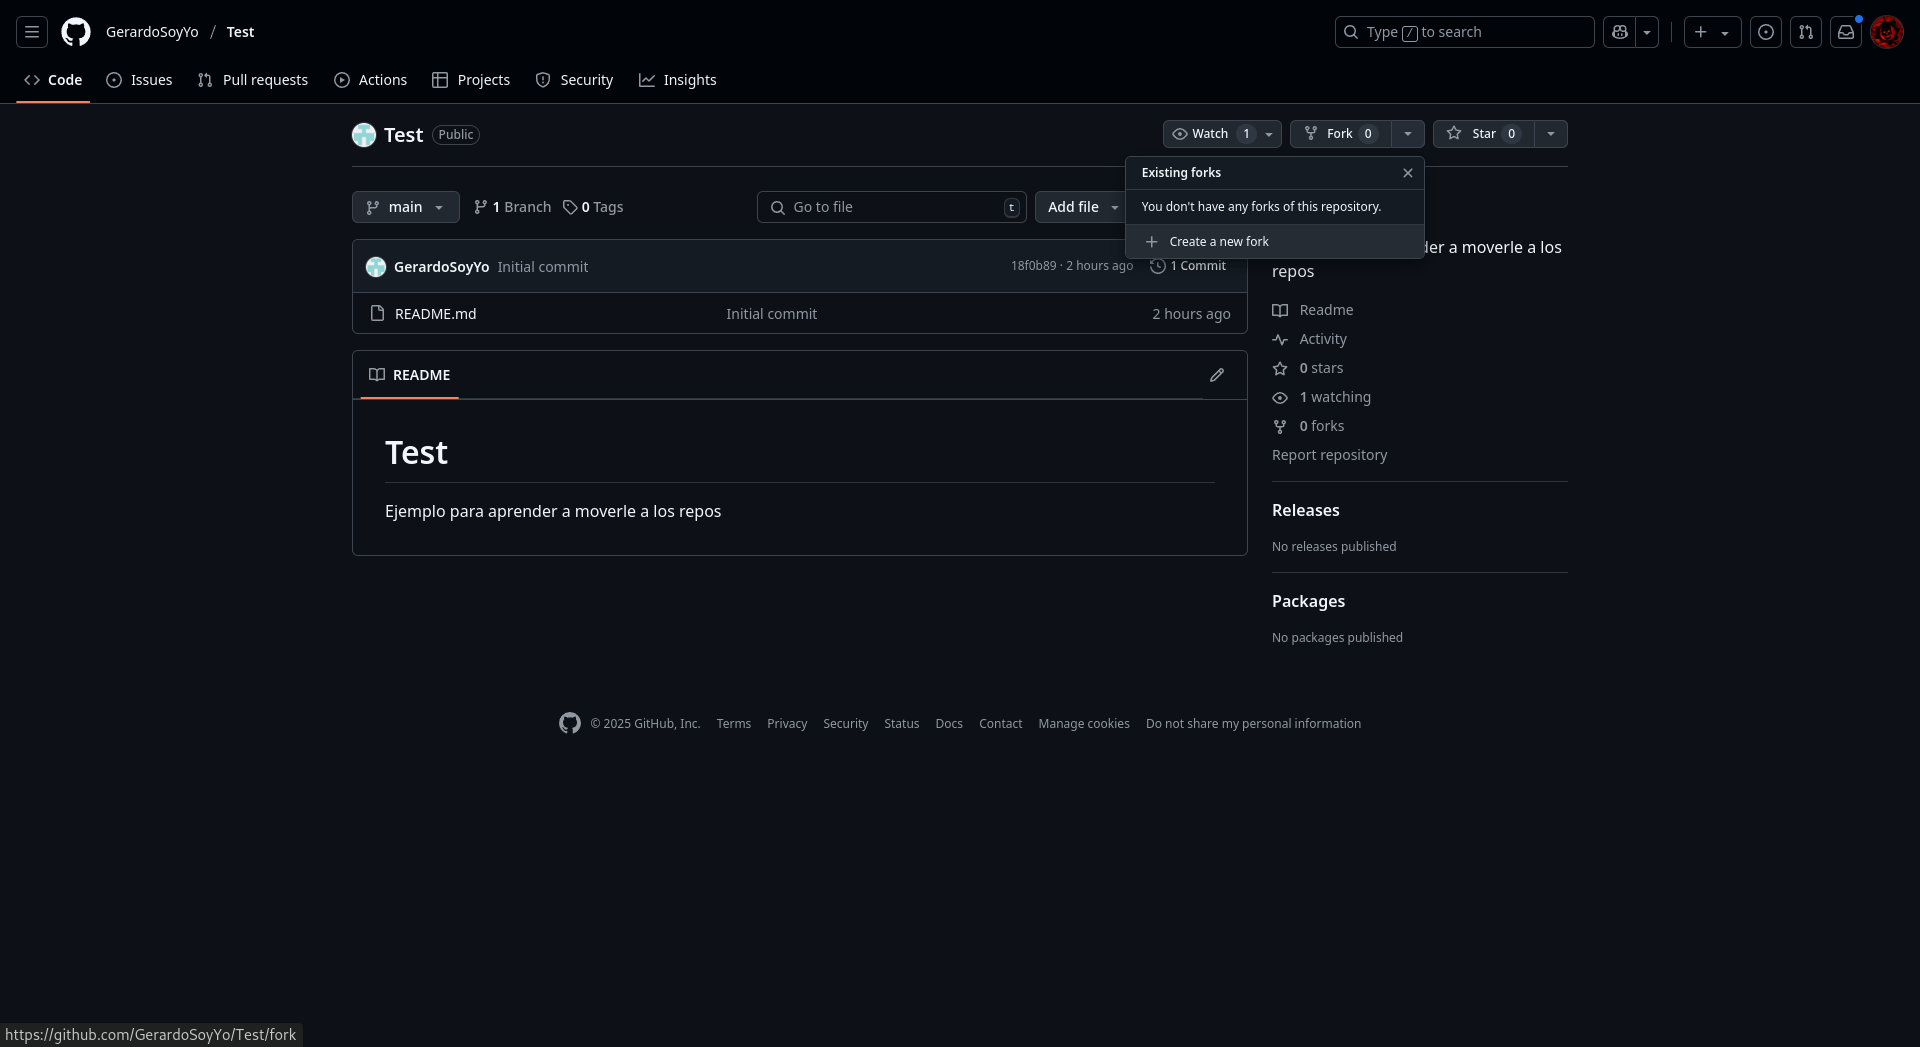 GerardoSoyYo / Test
Type / to search
Code Issues Pull requests Actions Projects Security Insights
Test Public
Watch 1 Fork 0 Star 0
Existing forks
You don't have any forks of this repository.
Create a new fork
main 1 Branch 0 Tags Go to file t Add file
GerardoSoyYo Initial commit 18f0b89 · 2 hours ago 1 Commit
README.md Initial commit 2 hours ago
README
Test
Ejemplo para aprender a moverle a los repos
a moverle a los
repos
Readme
Activity
0 stars
1 watching
0 forks
Report repository
Releases
No releases published
Packages
No packages published
© 2025 GitHub, Inc. Terms Privacy Security Status Docs Contact Manage cookies Do not share my personal information
https://github.com/GerardoSoyYo/Test/fork